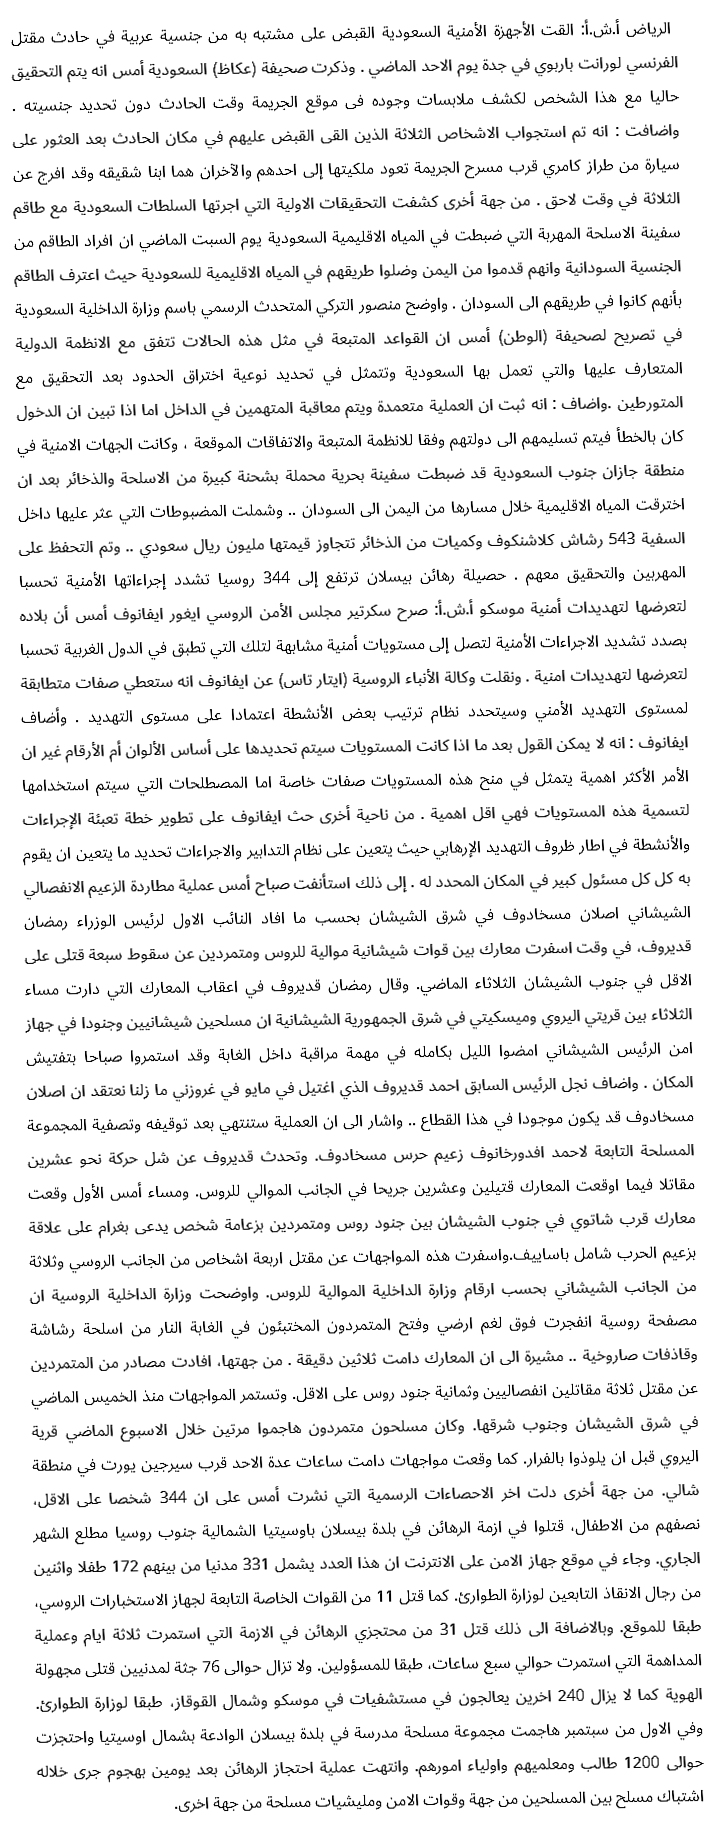 الرياض أ.ش.أ: القت الأجهزة الأمنية السعودية القبض على مشتبه به من جنسية عربية في حادث مقتل
الفرنسي لورانت باربوي في جدة يوم الاحد الماضي . وذكرت صحيفة (عكاظ) السعودية أمس انه يتم التحقيق
حاليا مع هذا الشخص لكشف ملابسات وجوده فى موقع الجريمة وقت الحادث دون تحديد جنسيته .
واضافت : انه تم استجواب الاشخاص الثلاثة الذين القى القبض عليهم في مكان الحادث بعد العثور على
سيارة من طراز كامري قرب مسرح الجريمة تعود ملكيتها إلى احدهم والآخران هما ابنا شقيقه وقد افرج عن
الثلاثة في وقت لاحق . من جهة أخرى كشفت التحقيقات الاولية التي اجرتها السلطات السعودية مع طاقم
سفينة الاسلحة المهربة التي ضبطت في المياه الاقليمية السعودية يوم السبت الماضي ان افراد الطاقم من
الجنسية السودانية وانهم قدموا من اليمن وضلوا طريقهم في المياه الاقليمية للسعودية حيث اعترف الطاقم
بأنهم كانوا في طريقهم الى السودان . واوضح منصور التركي المتحدث الرسمي باسم وزارة الداخلية السعودية
في تصريح لصحيفة (الوطن) أمس ان القواعد المتبعة في مثل هذه الحالات تتفق مع الانظمة الدولية
المتعارف عليها والتي تعمل بها السعودية وتتمثل في تحديد نوعية اختراق الحدود بعد التحقيق مع
المتورطين .واضاف : انه ثبت ان العملية متعمدة ويتم معاقبة المتهمين في الداخل اما اذا تبين ان الدخول
كان بالخطأ فيتم تسليمهم الى دولتهم وفقا للانظمة المتبعة والاتفاقات الموقعة ، وكانت الجهات الامنية في
منطقة جازان جنوب السعودية قد ضبطت سفينة بحرية محملة بشحنة كبيرة من الاسلحة والذخائر بعد ان
اخترقت المياه الاقليمية خلال مسارها من اليمن الى السودان .. وشملت المضبوطات التي عثر عليها داخل
السفية 543 رشاش كلاشنكوف وكميات من الذخائر تتجاوز قيمتها مليون ريال سعودي .. وتم التحفظ على
المهربين والتحقيق معهم . حصيلة رهائن بيسلان ترتفع إلى 344 روسيا تشدد إجراءاتها الأمنية تحسبا
لتعرضها لتهديدات أمنية موسكو أ.ش.أ: صرح سكرتير مجلس الأمن الروسي ايغور ايفانوف أمس أن بلاده
بصدد تشديد الاجراءات الأمنية لتصل إلى مستويات أمنية مشابهة لتلك التي تطبق في الدول الغربية تحسبا
لتعرضها لتهديدات امنية . ونقلت وكالة الأنباء الروسية (ايتار تاس) عن ايفانوف انه ستعطي صفات متطابقة
لمستوى التهديد الأمني وسيتحدد نظام ترتيب بعض الأنشطة اعتمادا على مستوى التهديد . وأضاف
ايفانوف : انه لا يمكن القول بعد ما اذا كانت المستويات سيتم تحديدها على أساس الألوان أم الأرقام غير ان
الأمر الأكثر اهمية يتمثل في منح هذه المستويات صفات خاصة اما المصطلحات التي سيتم استخدامها
لتسمية هذه المستويات فهي اقل اهمية . من ناحية أخرى حث ايفانوف على تطوير خطة تعبئة الإجراءات
والأنشطة في اطار ظروف التهديد الإرهابي حيث يتعين على نظام التدابير والاجراءات تحديد ما يتعين ان يقوم
به كل كل مسئول كبير في المكان المحدد له . إلى ذلك استأنفت صباح أمس عملية مطاردة الزعيم الانفصالي
الشيشاني اصلان مسخادوف في شرق الشيشان بحسب ما افاد النائب الاول لرئيس الوزراء رمضان
قديروف، في وقت اسفرت معارك بين قوات شيشانية موالية للروس ومتمردين عن سقوط سبعة قتلى على
الاقل في جنوب الشيشان الثلاثاء الماضي. وقال رمضان قديروف في اعقاب المعارك التي دارت مساء
الثلاثاء بين قريتي اليروي وميسكيتي في شرق الجمهورية الشيشانية ان مسلحين شيشانيين وجنودا في جهاز
امن الرئيس الشيشاني امضوا الليل بكامله في مهمة مراقبة داخل الغابة وقد استمروا صباحا بتفتيش
المكان . واضاف نجل الرئيس السابق احمد قديروف الذي اغتيل في مايو في غروزني ما زلنا نعتقد ان اصلان
مسخادوف قد يكون موجودا في هذا القطاع .. واشار الى ان العملية ستنتهي بعد توقيفه وتصفية المجموعة
المسلحة التابعة لاحمد افدورخانوف زعيم حرس مسخادوف. وتحدث قديروف عن شل حركة نحو عشرين
مقاتلا فيما اوقعت المعارك قتيلين وعشرين جريحا في الجانب الموالي للروس. ومساء أمس الأول وقعت
معارك قرب شاتوي في جنوب الشيشان بين جنود روس ومتمردين بزعامة شخص يدعى بغرام على علاقة
بزعيم الحرب شامل باساييف.واسفرت هذه المواجهات عن مقتل اربعة اشخاص من الجانب الروسي وثلاثة
من الجانب الشيشاني بحسب ارقام وزارة الداخلية الموالية للروس. واوضحت وزارة الداخلية الروسية ان
مصفحة روسية انفجرت فوق لغم ارضي وفتح المتمردون المختبئون في الغابة النار من اسلحة رشاشة
وقاذفات صاروخية .. مشيرة الى ان المعارك دامت ثلاثين دقيقة . من جهتها، افادت مصادر من المتمردين
عن مقتل ثلاثة مقاتلين انفصاليين وثمانية جنود روس على الاقل. وتستمر المواجهات منذ الخميس الماضي
في شرق الشيشان وجنوب شرقها. وكان مسلحون متمردون هاجموا مرتين خلال الاسبوع الماضي قرية
اليروي قبل ان يلوذوا بالفرار. كما وقعت مواجهات دامت ساعات عدة الاحد قرب سيرجين يورت في منطقة
شالي. من جهة أخرى دلت اخر الاحصاءات الرسمية التي نشرت أمس على ان 344 شخصا على الاقل،
نصفهم من الاطفال، قتلوا في ازمة الرهائن في بلدة بيسلان باوسيتيا الشمالية جنوب روسيا مطلع الشهر
الجاري. وجاء في موقع جهاز الامن على الانترنت ان هذا العدد يشمل 331 مدنيا من بينهم 172 طفلا واثنين
من رجال الانقاذ التابعين لوزارة الطوارئ. كما قتل 11 من القوات الخاصة التابعة لجهاز الاستخبارات الروسي،
طبقا للموقع. وبالاضافة الى ذلك قتل 31 من محتجزي الرهائن في الازمة التي استمرت ثلاثة ايام وعملية
المداهمة التي استمرت حوالي سبع ساعات، طبقا للمسؤولين. ولا تزال حوالى 76 جثة لمدنيين قتلى مجهولة
الهوية كما لا يزال 240 اخرين يعالجون في مستشفيات في موسكو وشمال القوقاز، طبقا لوزارة الطوارئ.
وفي الاول من سبتمبر هاجمت مجموعة مسلحة مدرسة في بلدة بيسلان الوادعة بشمال اوسيتيا واحتجزت
حوالى 1200 طالب ومعلميهم واولياء امورهم. وانتهت عملية احتجاز الرهائن بعد يومين بهجوم جرى خلاله
اشتباك مسلح بين المسلحين من جهة وقوات الامن ومليشيات مسلحة من جهة اخرى.